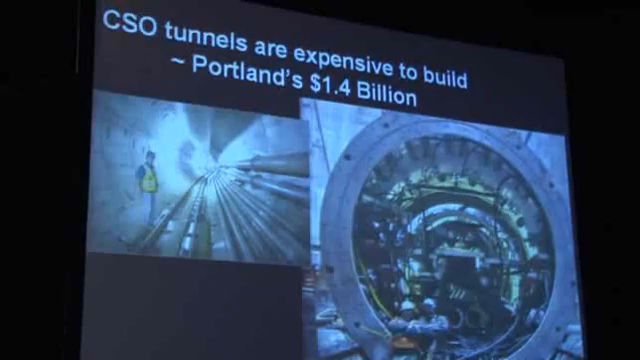 CSO tunnels are expensive to build
~ Portland's $1.4 Billion